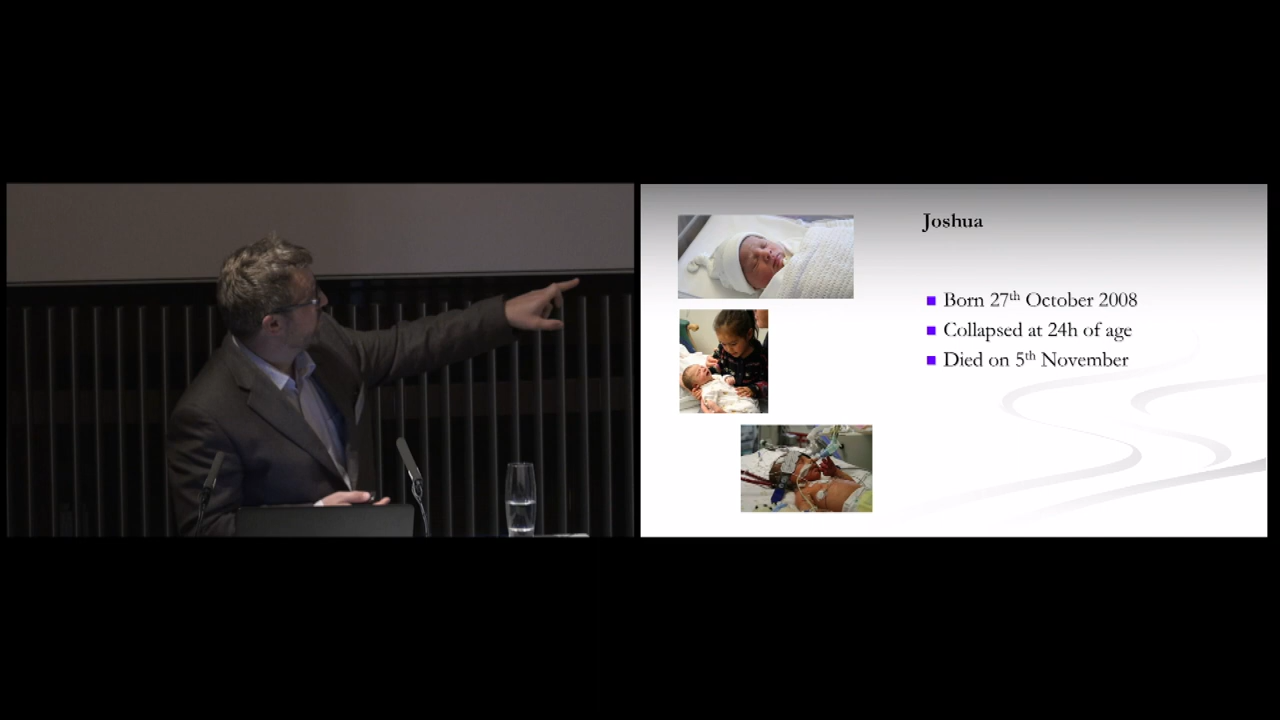 Joshua
Born 27th October 2008
Collapsed at 24h of age
Died on 5th November